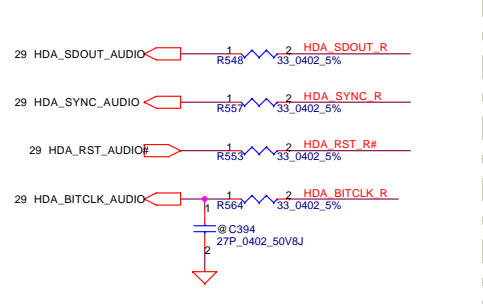 29 HDA_SDOUT_AUDIO 1 R548 2 HDA_SDOUT_R
33_0402_5%
29 HDA_SYNC_AUDIO 1 R557 2 HDA_SYNC_R
33_0402_5%
29 HDA_RST_AUDIO# 1 R553 2 HDA_RST_R#
33_0402_5%
29 HDA_BITCLK_AUDIO 1 R564 2 HDA_BITCLK_R
33_0402_5%
1
@C394
27P_0402_50V8J
2